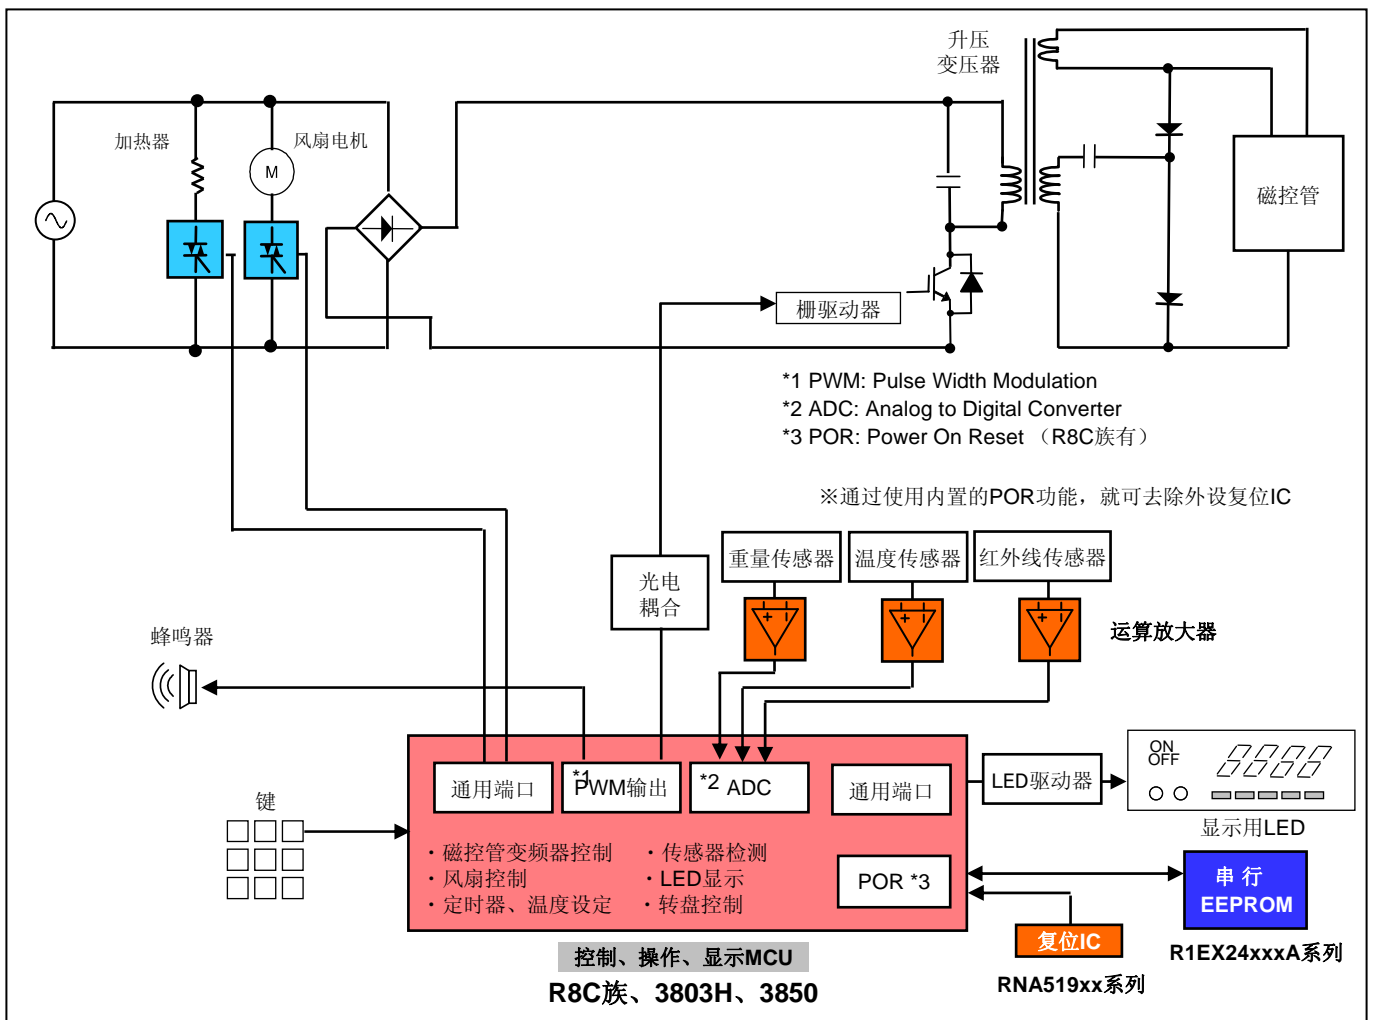 升压
变压器
加热器
风扇电机
M
磁控管
栅驱动器
*1 PWM: Pulse Width Modulation
*2 ADC: Analog to Digital Converter
*3 POR: Power On Reset （R8C族有）
※通过使用内置的POR功能，就可去除外设复位IC
重量传感器
温度传感器
红外线传感器
光电
耦合
运算放大器
蜂鸣器
ON
OFF
8888
通用端口
*1
PWM输出
*2 ADC
通用端口
LED驱动器
显示用LED
键
・磁控管变频器控制
・传感器检测
・风扇控制
・LED显示
・定时器、温度设定
・转盘控制
POR *3
串 行
EEPROM
复位IC
R1EX24xxxA系列
RNA519xx系列
控制、操作、显示MCU
R8C族、3803H、3850